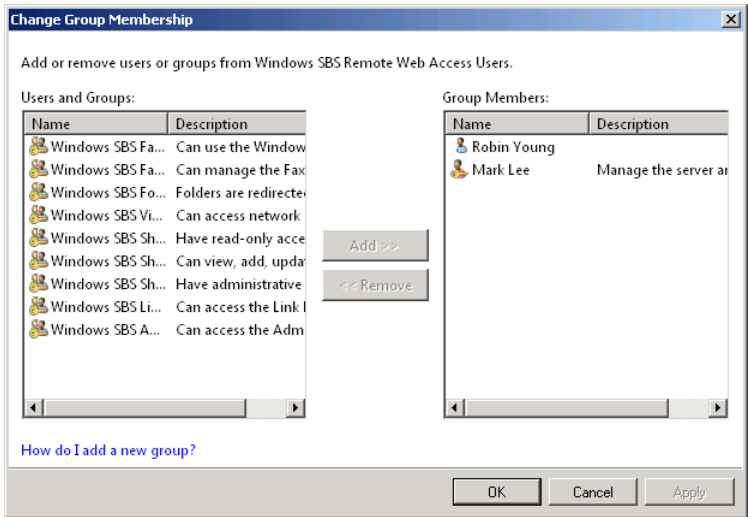 Change Group Membership
Add or remove users or groups from Windows SBS Remote Web Access Users.
Users and Groups:
Group Members:
Name Description
Name Description
Windows SBS Fa... Can use the Window
Robin Young
Windows SBS Fa... Can manage the Fax
Mark Lee Manage the server an
Windows SBS Fo... Folders are redirected
Windows SBS Vi... Can access network
Windows SBS Sh... Have read-only acce
Add >>
Windows SBS Sh... Can view, add, updat
Windows SBS Sh... Have administrative
<< Remove
Windows SBS Li... Can access the Link
Windows SBS A... Can access the Adm
How do I add a new group?
OK Cancel Apply